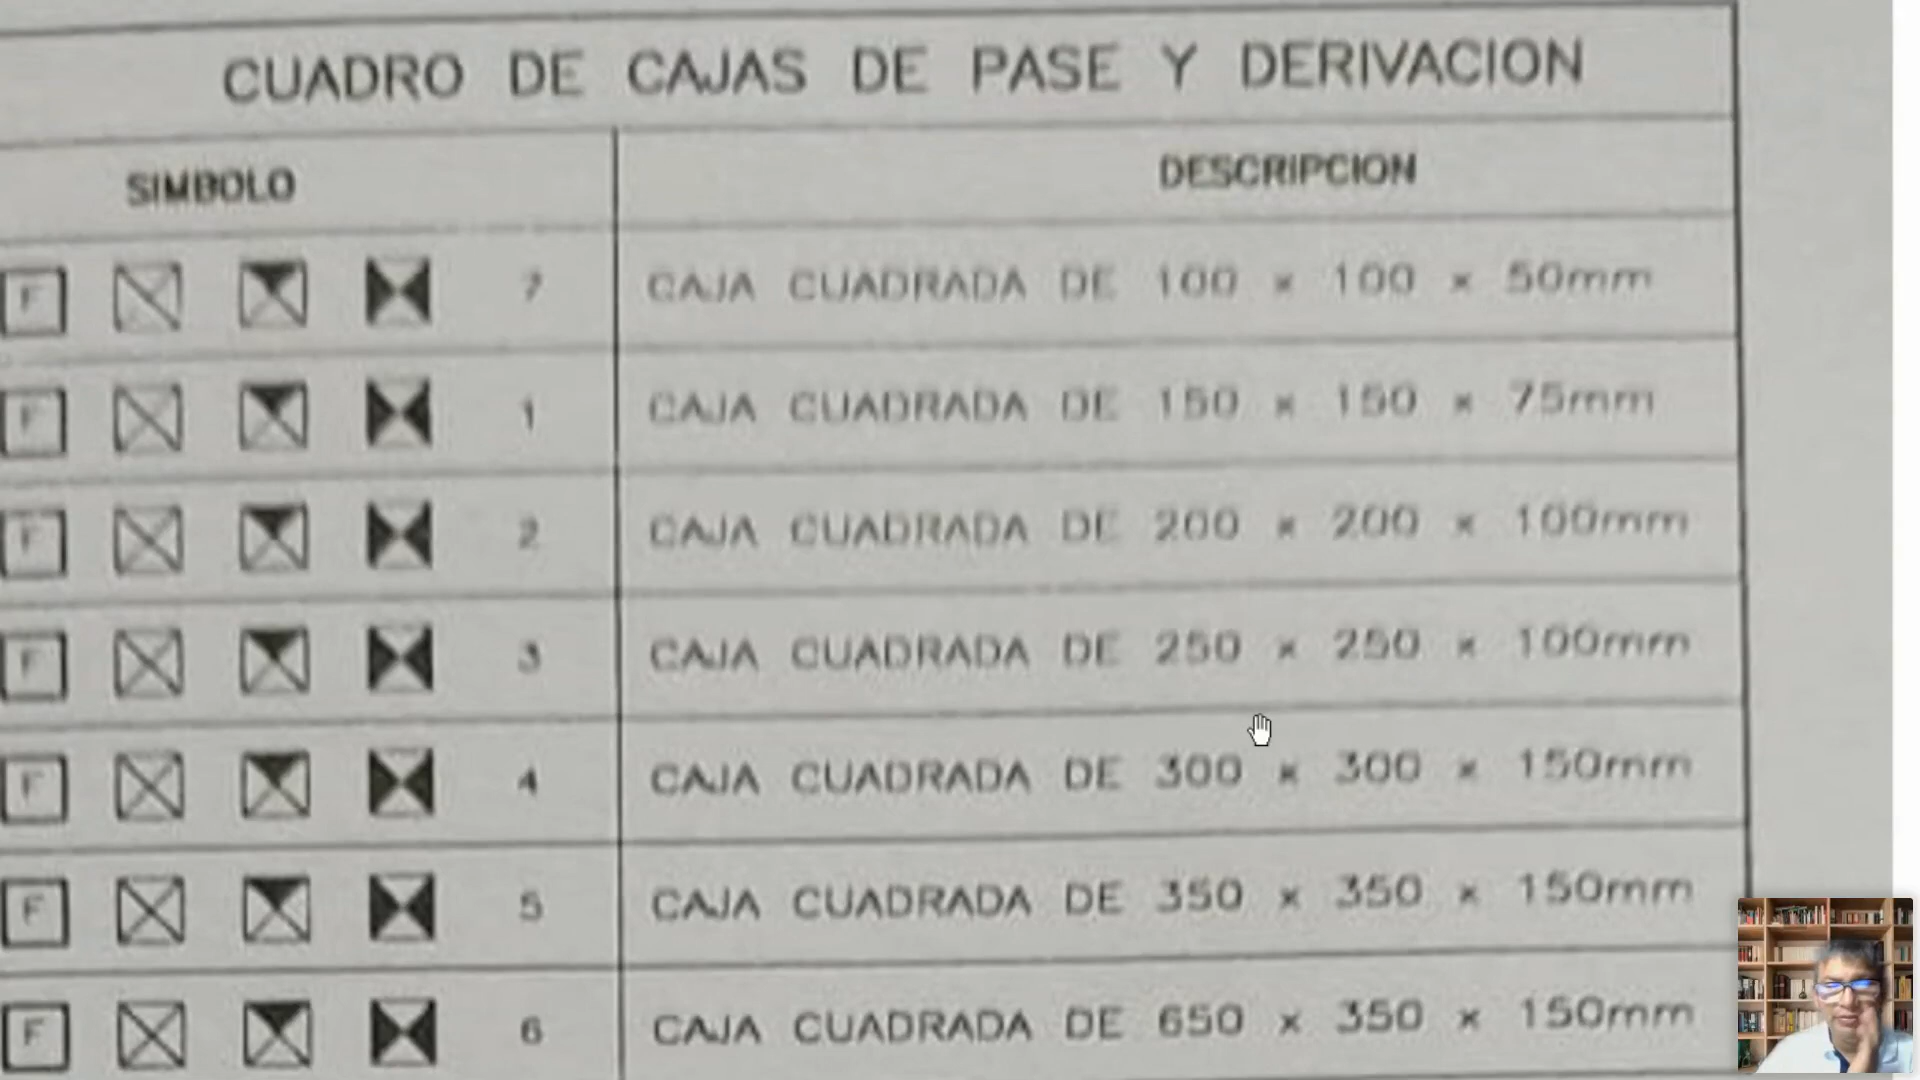 CUADRO DE CAJAS DE PASE Y DERIVACION
SIMBOLO DESCRIPCION
F 7 CAJA CUADRADA DE 100 x 100 x 50mm
F 1 CAJA CUADRADA DE 150 x 150 x 75mm
F 2 CAJA CUADRADA DE 200 x 200 x 100mm
F 3 CAJA CUADRADA DE 250 x 250 x 100mm
F 4 CAJA CUADRADA DE 300 x 300 x 150mm
F 5 CAJA CUADRADA DE 350 x 350 x 150mm
F 6 CAJA CUADRADA DE 650 x 350 x 150mm